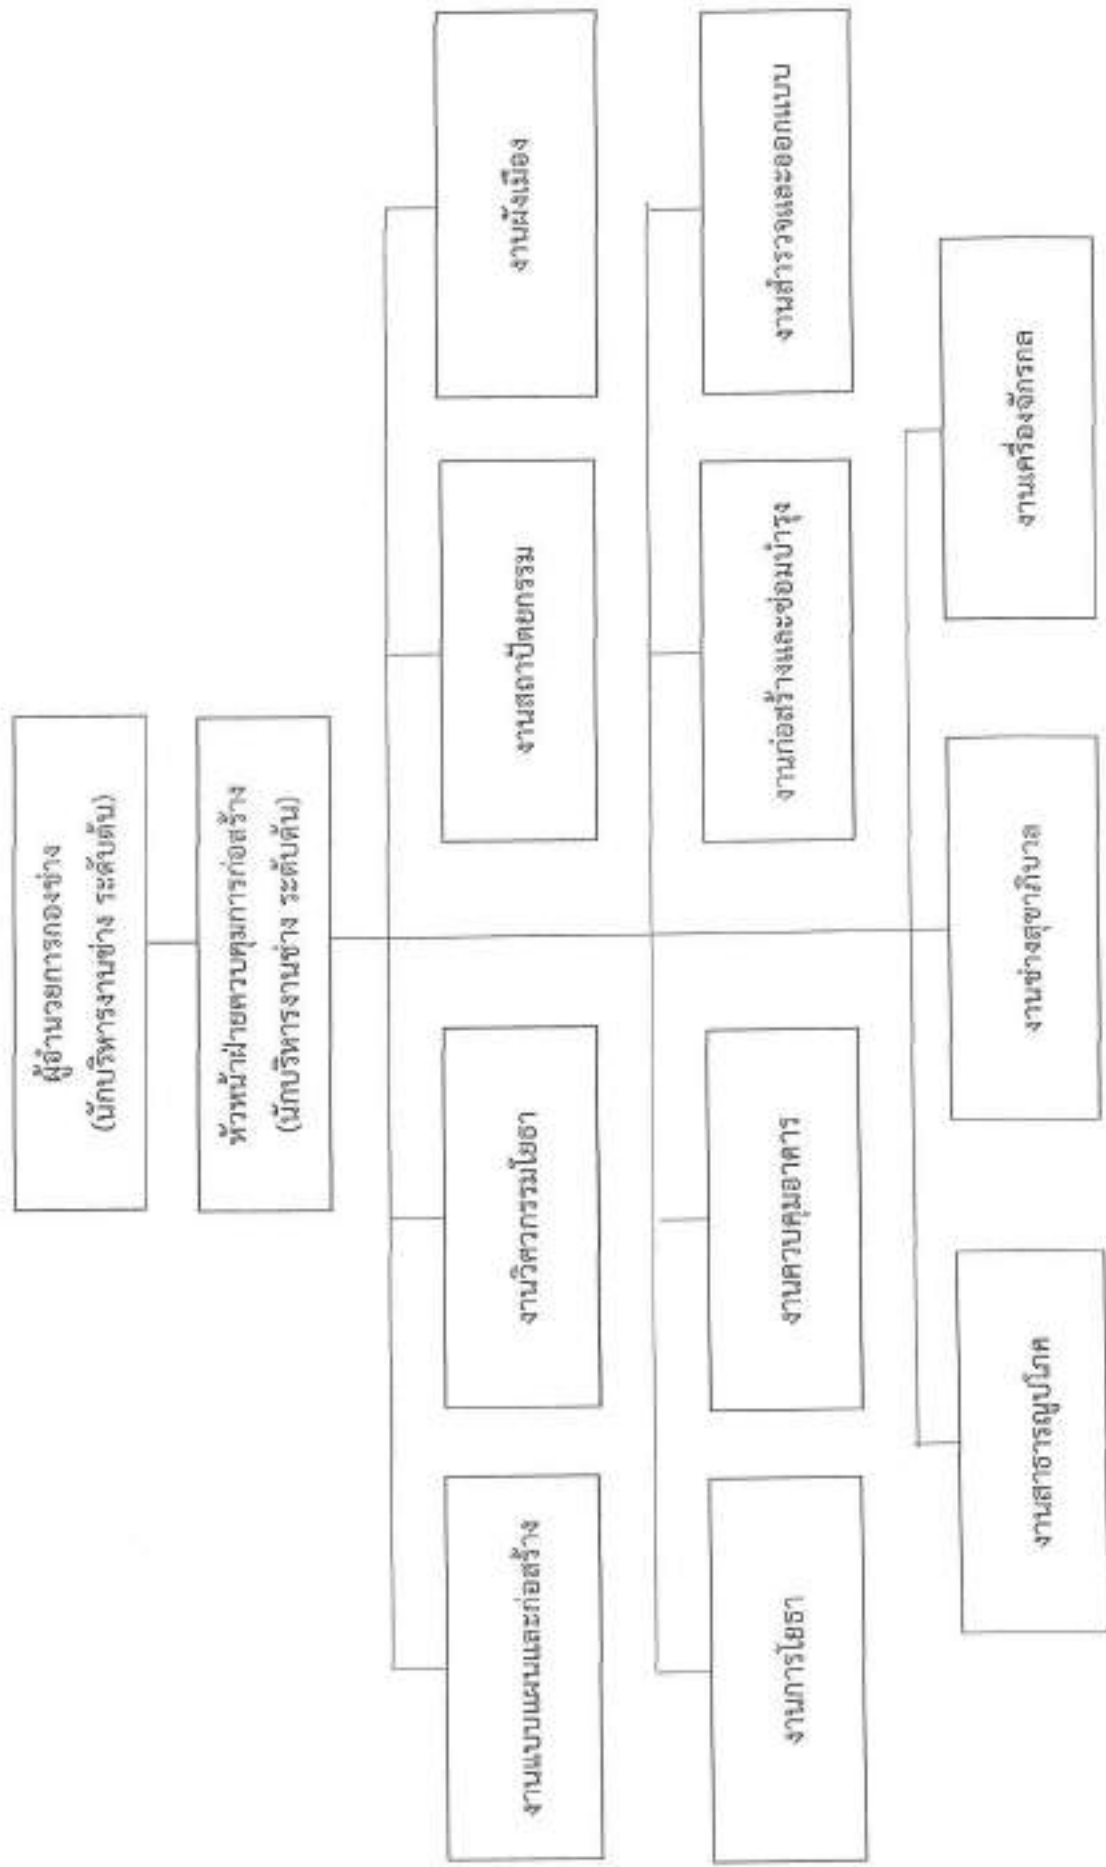 ผู้อำนวยการกองช่าง
(นักบริหารงานช่าง ระดับต้น)
หัวหน้าฝ่ายควบคุมการก่อสร้าง
(นักบริหารงานช่าง ระดับต้น)
งานแบบแผนและก่อสร้าง
งานวิศวกรรมโยธา
งานสถาปัตยกรรม
งานผังเมือง
งานการโยธา
งานควบคุมอาคาร
งานก่อสร้างและซ่อมบำรุง
งานสำรวจและออกแบบ
งานสาธารณูปโภค
งานช่างสุขาภิบาล
งานเครื่องจักรกล